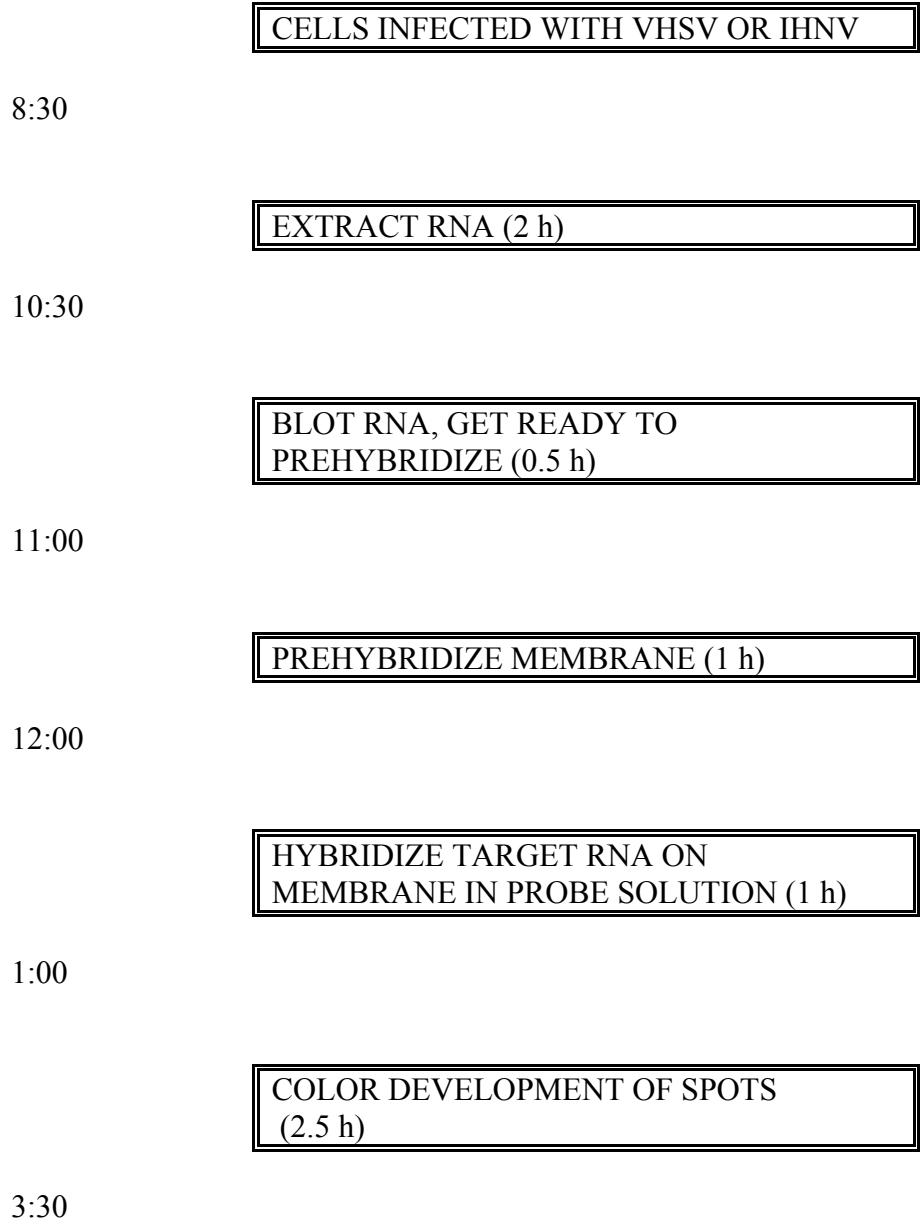 CELLS INFECTED WITH VHSV OR IHNV
8:30
EXTRACT RNA (2 h)
10:30
BLOT RNA, GET READY TO
PREHYBRIDIZE (0.5 h)
11:00
PREHYBRIDIZE MEMBRANE (1 h)
12:00
HYBRIDIZE TARGET RNA ON
MEMBRANE IN PROBE SOLUTION (1 h)
1:00
COLOR DEVELOPMENT OF SPOTS
(2.5 h)
3:30